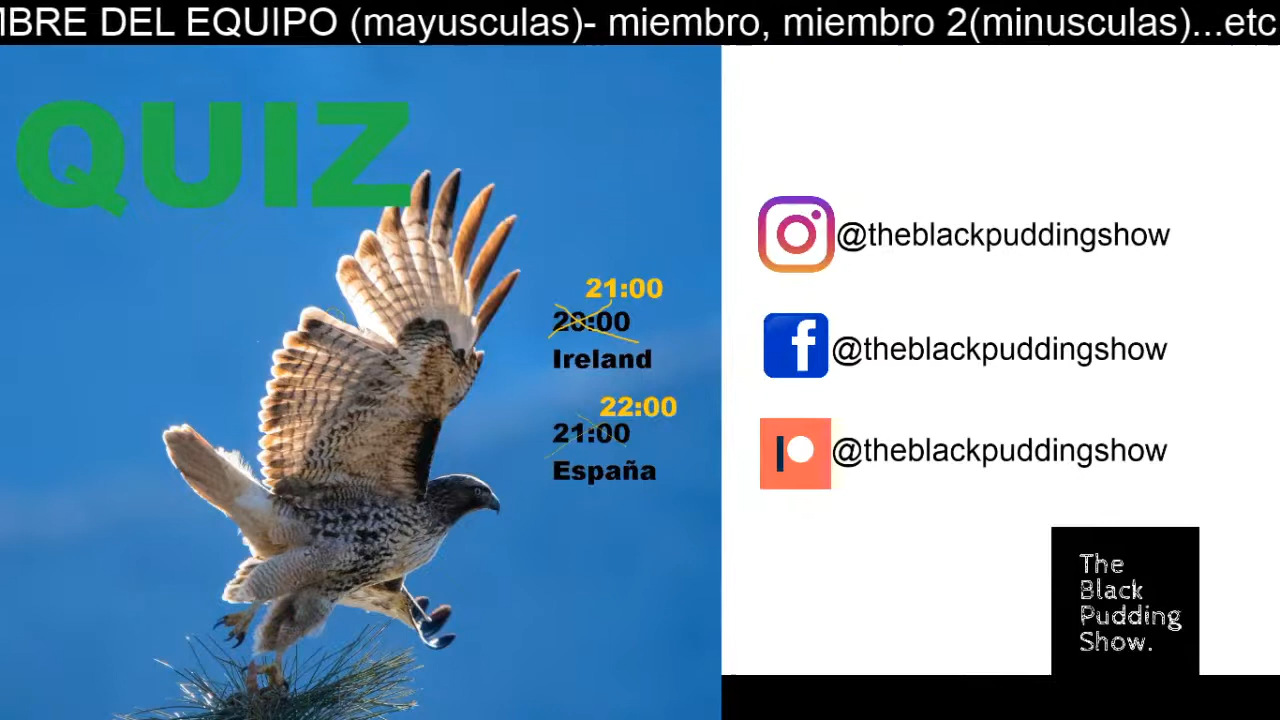 MBRE DEL EQUIPO (mayusculas)- miembro, miembro 2(minusculas)...etc
QUIZ
21:00
20:00
Ireland
22:00
21:00
España
@theblackpuddingshow
@theblackpuddingshow
@theblackpuddingshow
The
Black
Pudding
Show.